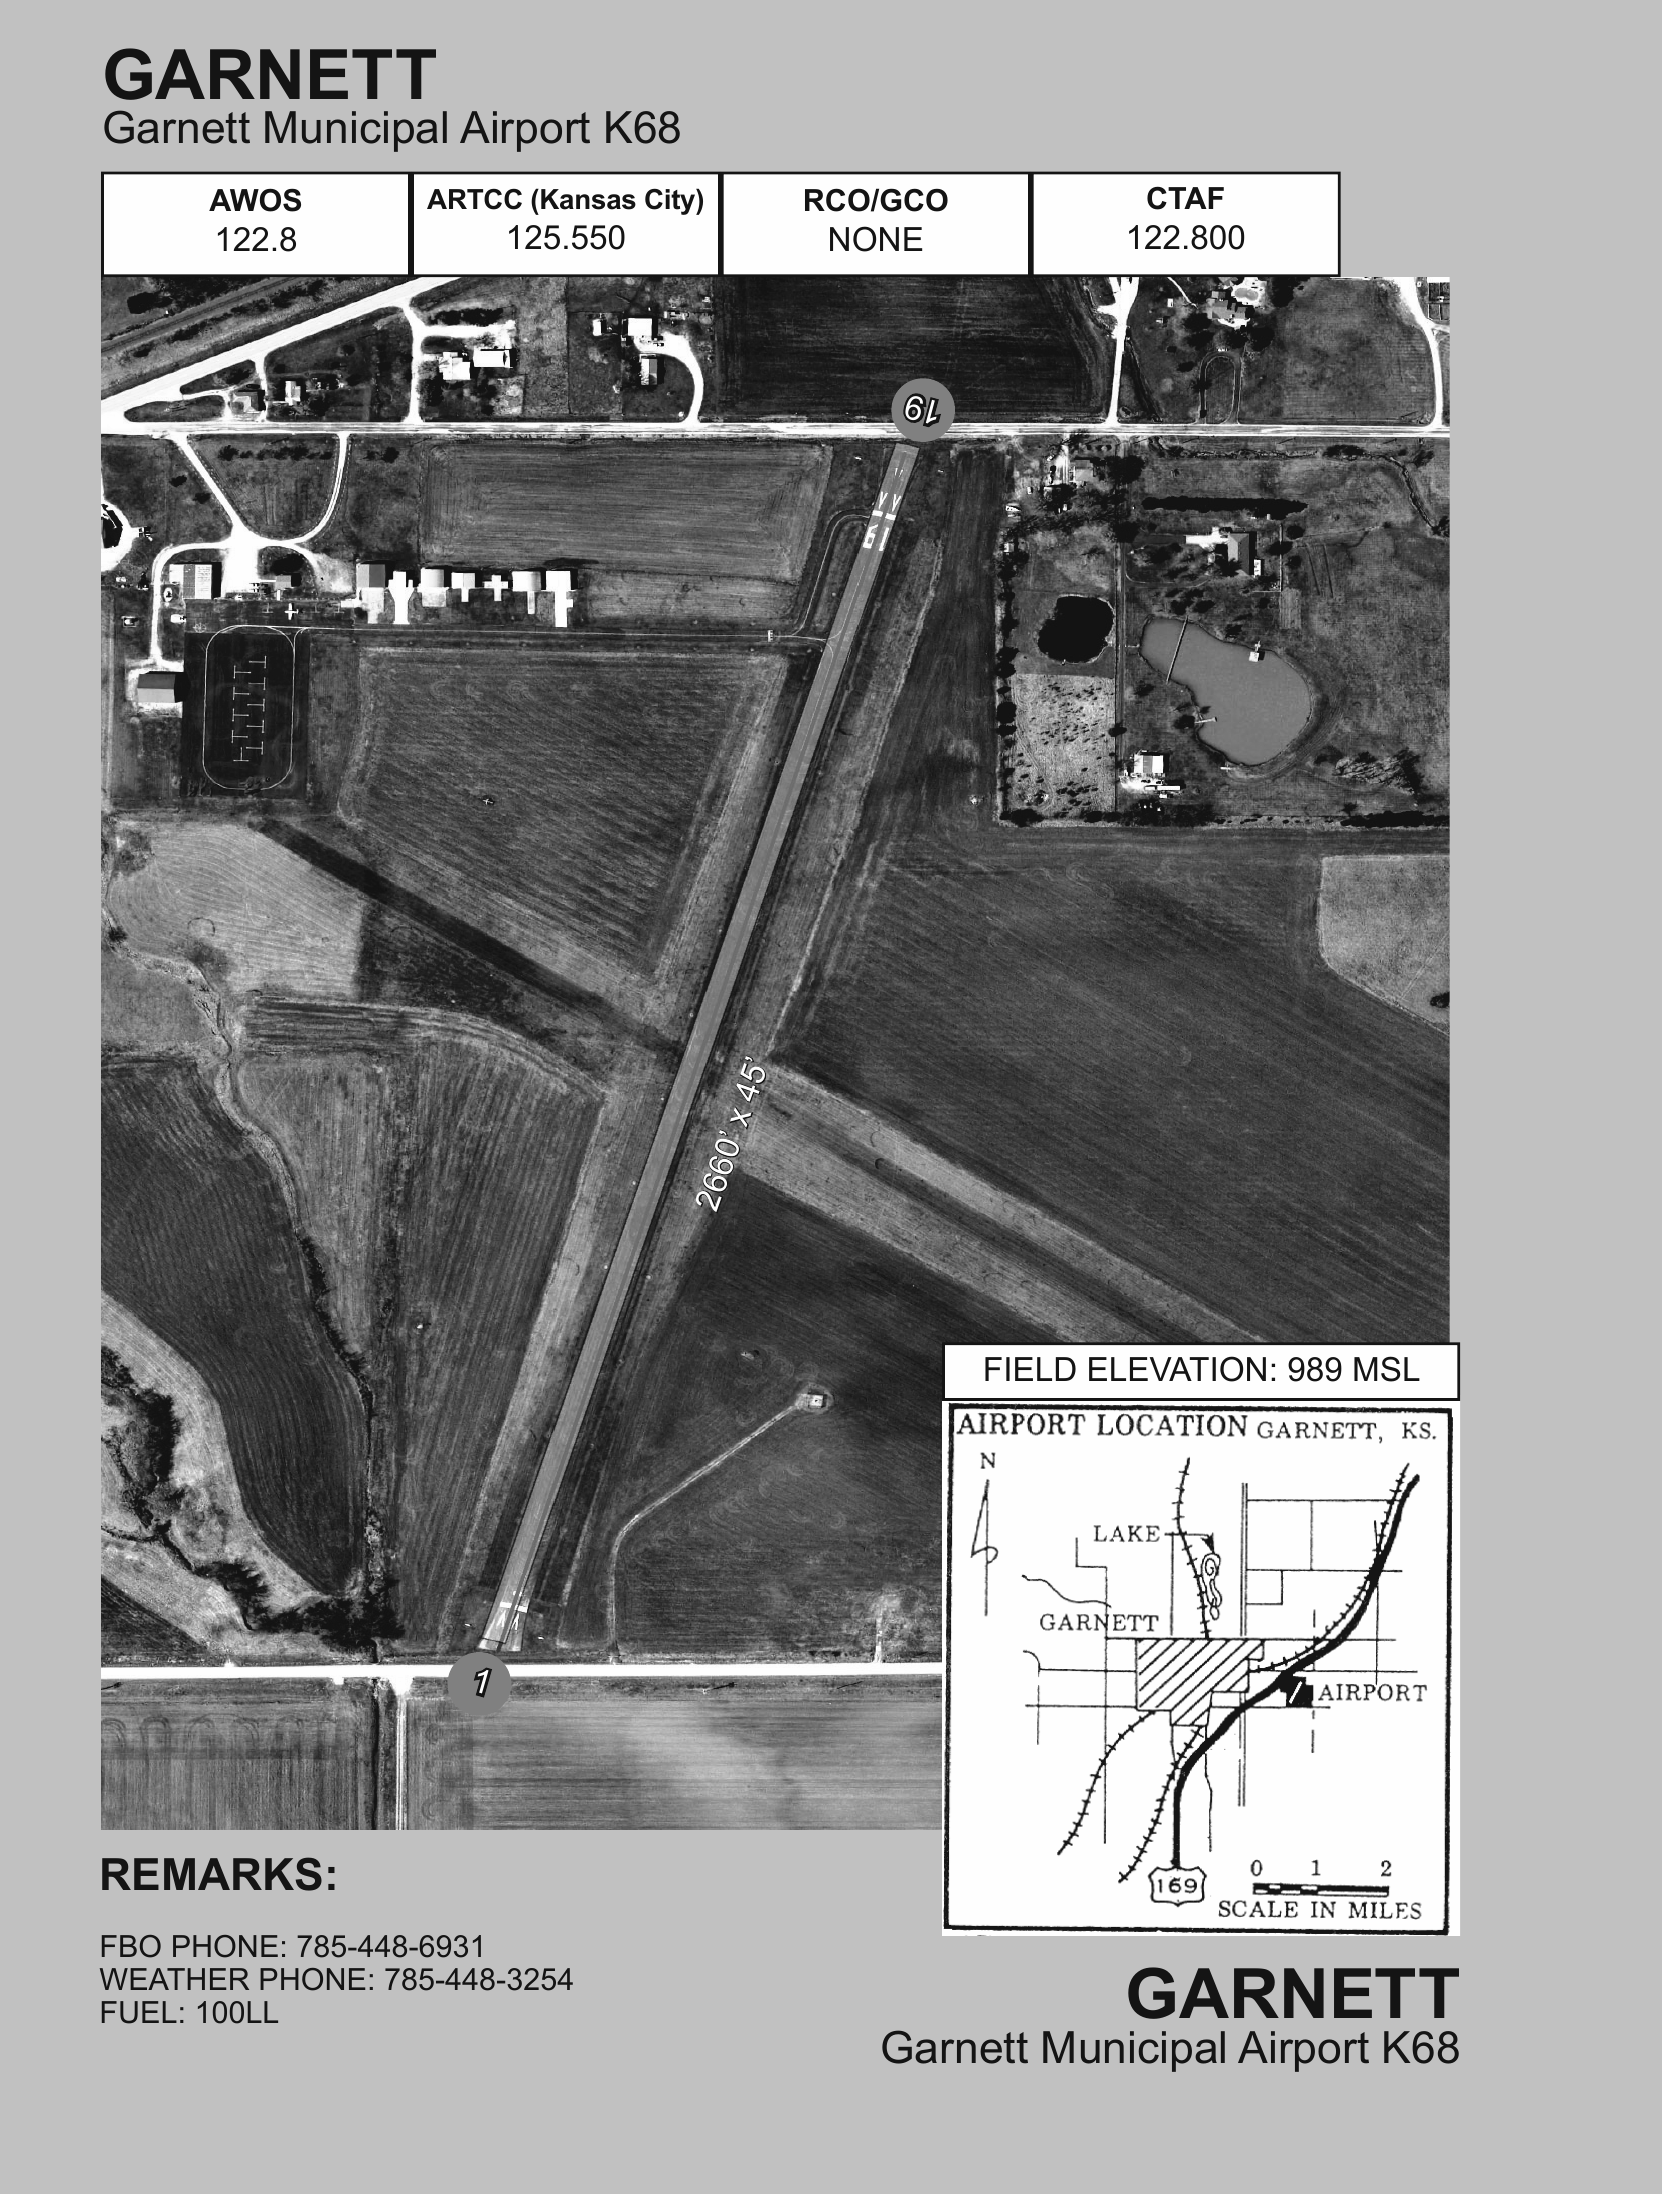 GARNETT
Garnett Municipal Airport K68
AWOS
122.8
ARTCC (Kansas City)
125.550
RCO/GCO
NONE
CTAF
122.800
19
19
2660' x 45'
1
1
FIELD ELEVATION: 989 MSL
AIRPORT LOCATION GARNETT, KS.
N
LAKE
GARNETT
AIRPORT
169
0 1 2
SCALE IN MILES
REMARKS:
FBO PHONE: 785-448-6931
WEATHER PHONE: 785-448-3254
FUEL: 100LL
GARNETT
Garnett Municipal Airport K68